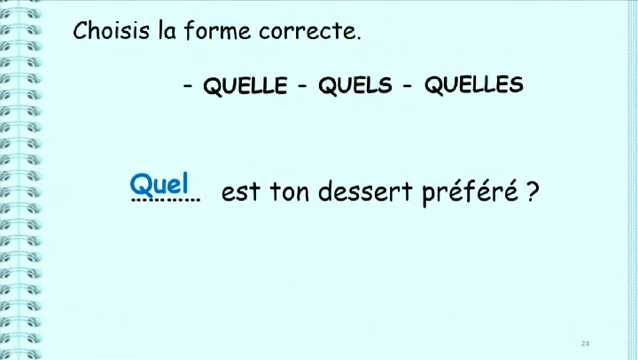 Choisis la forme correcte.
- QUELLE - QUELS - QUELLES
Quel est ton dessert préféré ?
24